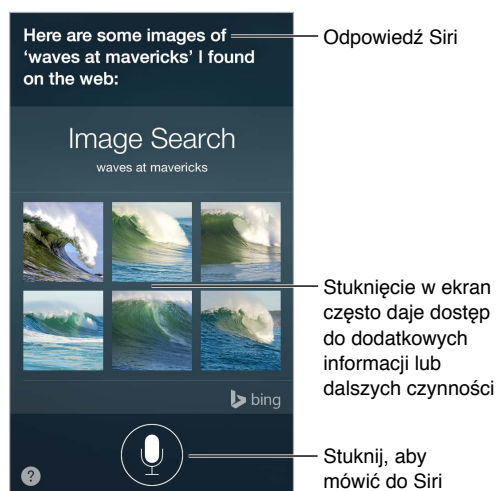 Here are some images of
‘waves at mavericks’ I found
on the web:
Odpowiedź Siri
Image Search
waves at mavericks
Stuknięcie w ekran
często daje dostęp
do dodatkowych
informacji lub
dalszych czynności
bing
Stuknij, aby
mówić do Siri
?